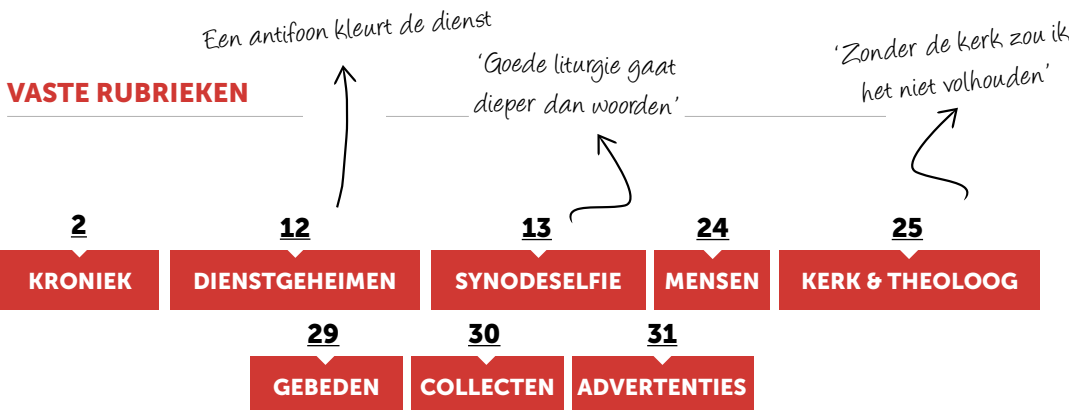 Een antifoon kleurt de dienst
'Goede liturgie gaat
dieper dan woorden'
'Zonder de kerk zou ik
het niet volhouden'
VASTE RUBRIEKEN
2
KRONIEK
12
DIENSTGEHEIMEN
13
SYNODESELFIE
24
MENSEN
25
KERK & THEOLOOG
29
GEBEDEN
30
COLLECTEN
31
ADVERTENTIES